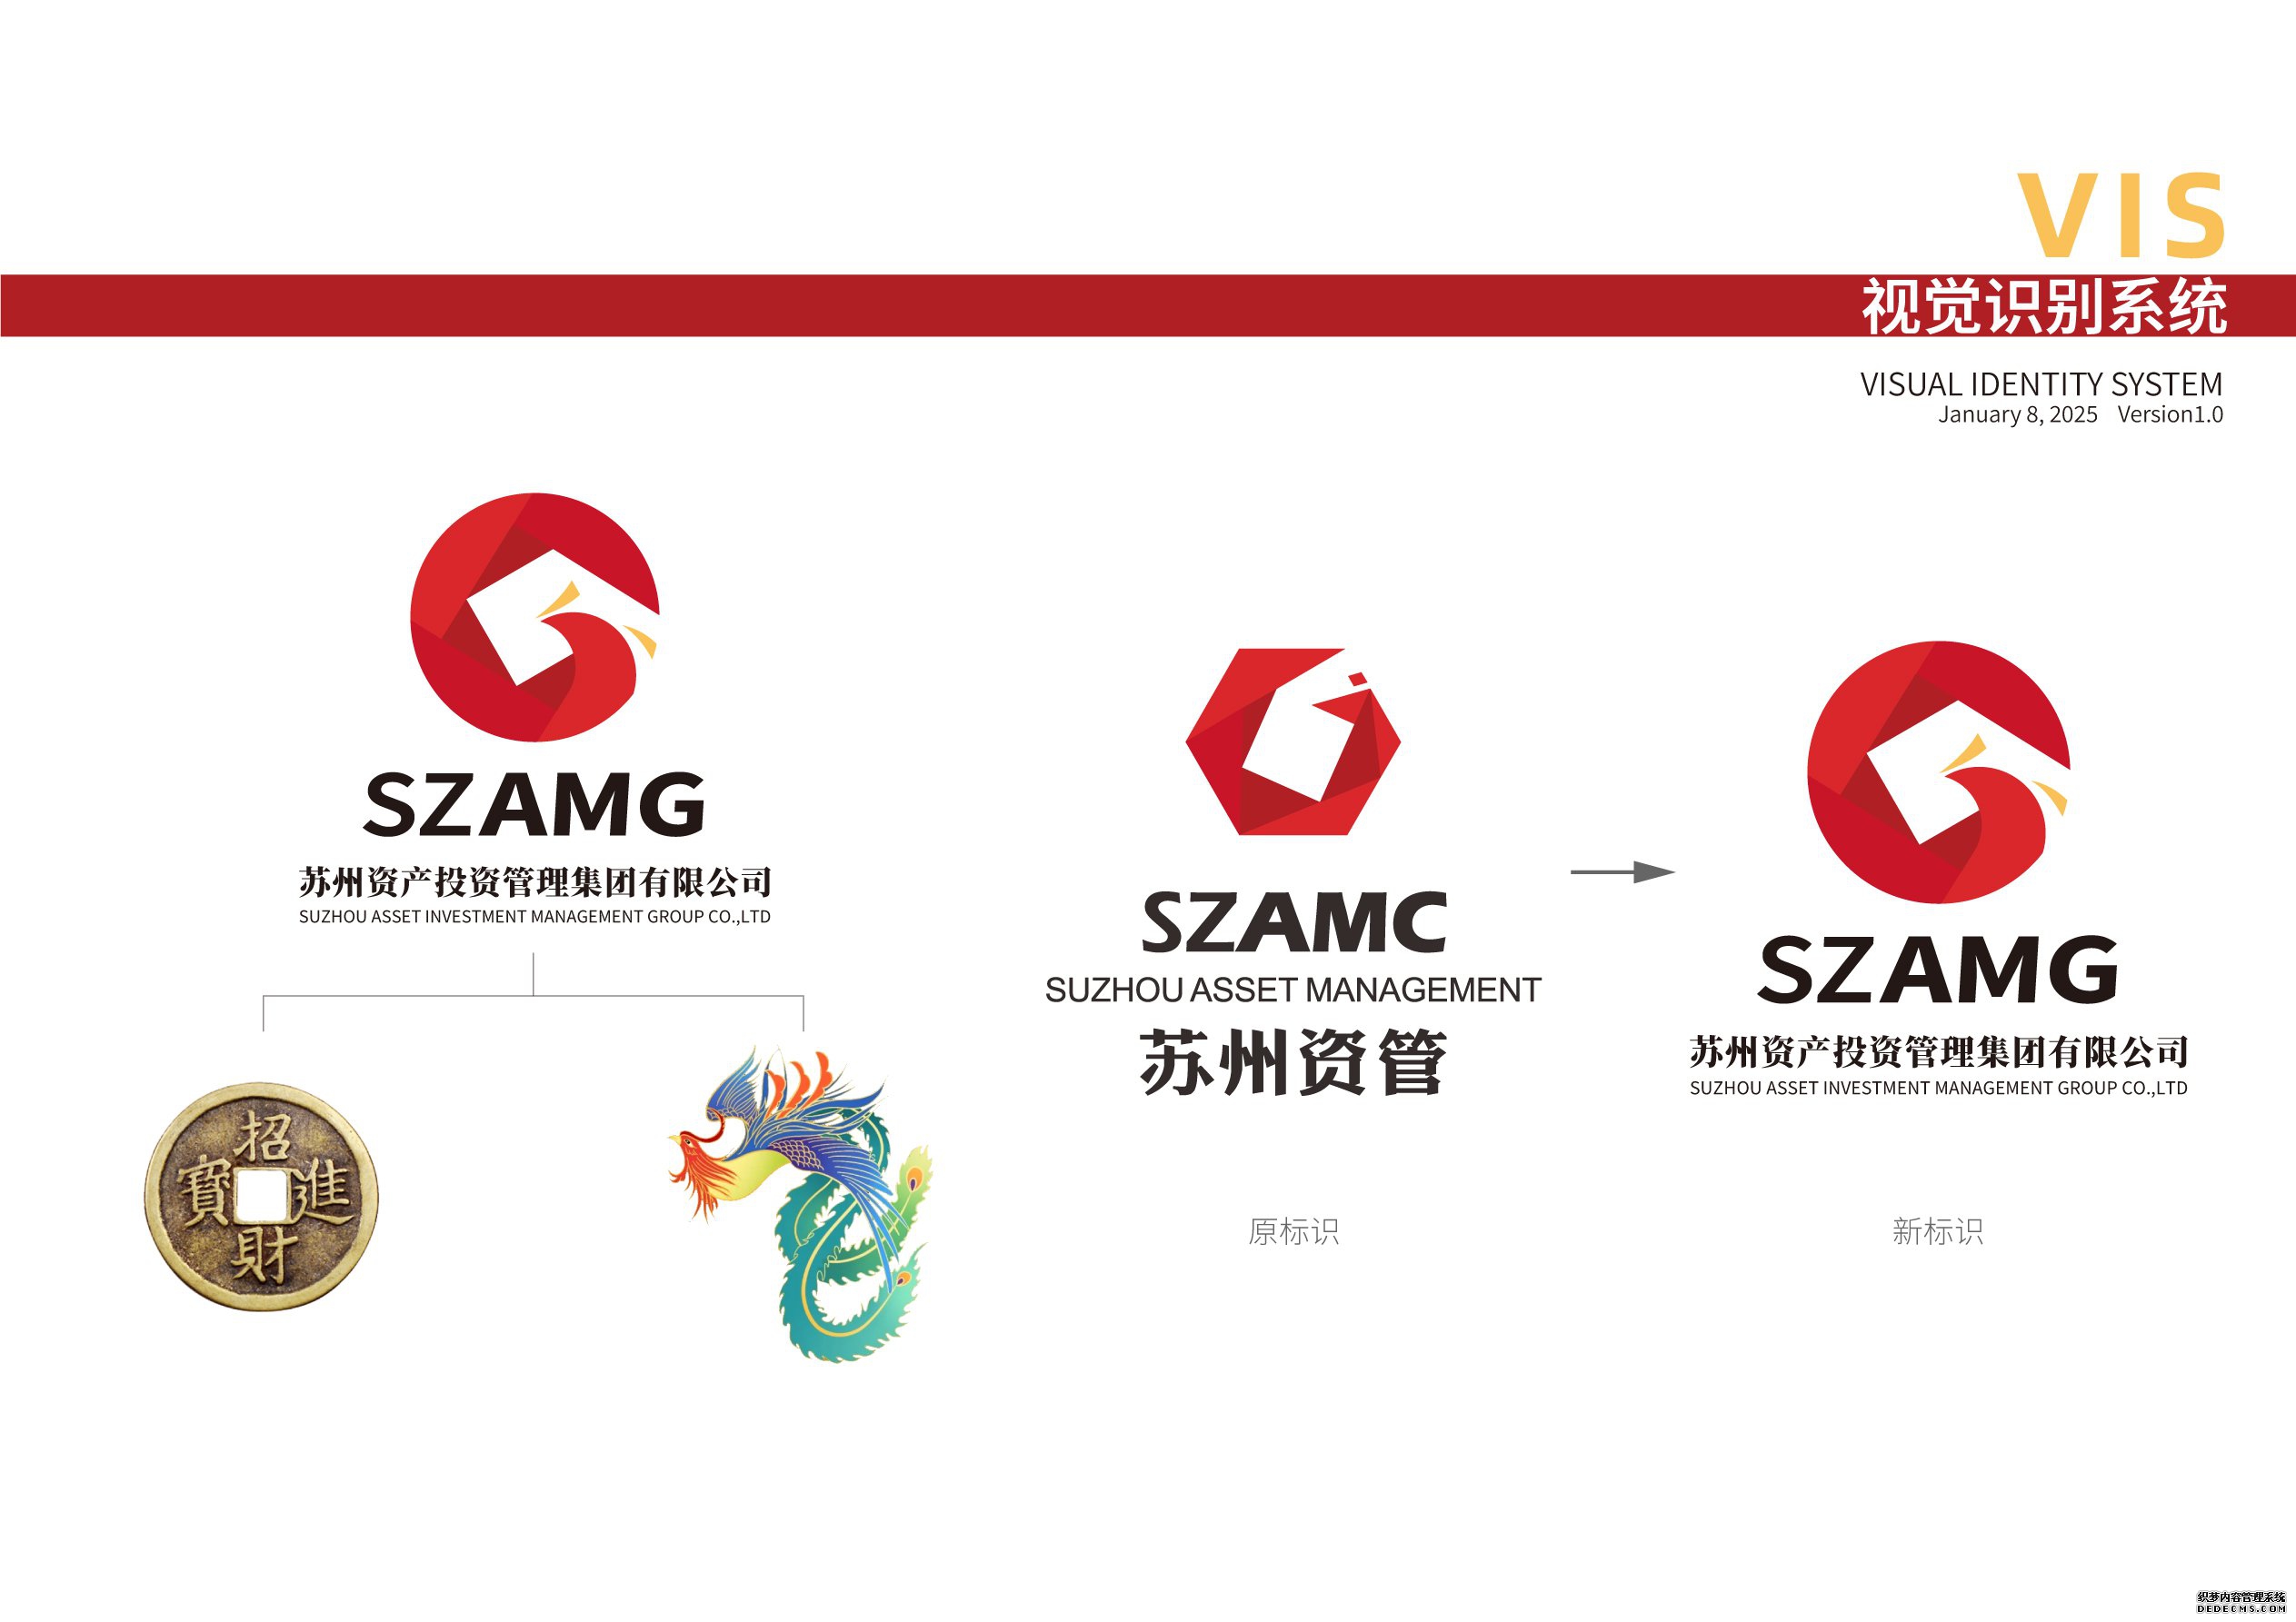 VIS
视觉识别系统
VISUAL IDENTITY SYSTEM
January 8, 2025 Version1.0
SZAMG
苏州资产投资管理集团有限公司
SUZHOU ASSET INVESTMENT MANAGEMENT GROUP CO.,LTD
招
寶 進
財
SZAMC
SUZHOU ASSET MANAGEMENT
苏州资管
原标识
SZAMG
苏州资产投资管理集团有限公司
SUZHOU ASSET INVESTMENT MANAGEMENT GROUP CO.,LTD
新标识
织梦内容管理系统
DEDECMS.COM